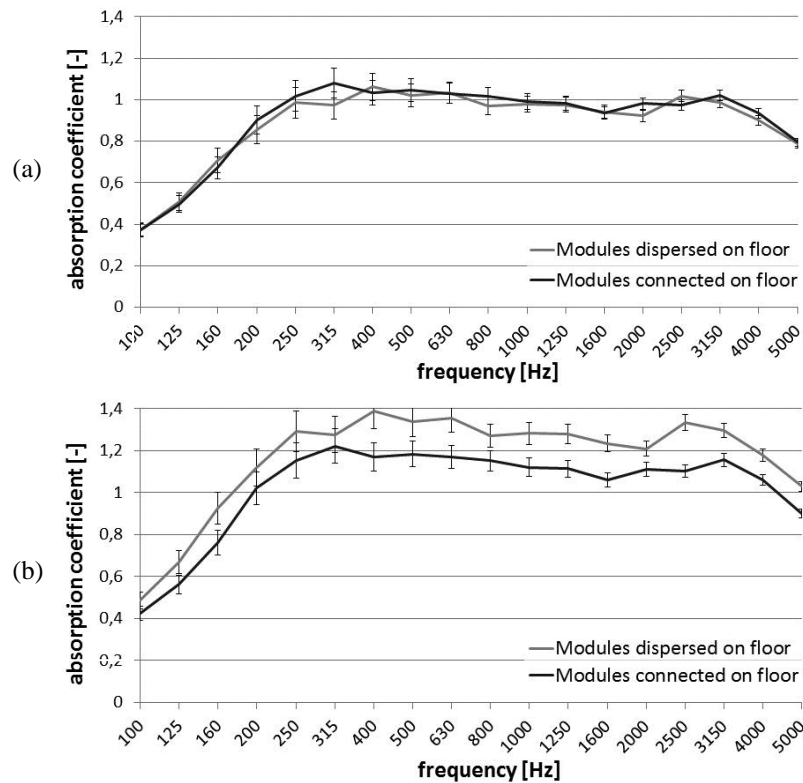 (a)
absorption coefficient [-]
1,4
1,2
1
0,8
0,6
0,4
0,2
0
Modules dispersed on floor
Modules connected on floor
100 125 160 200 250 315 400 500 630 800 1000 1250 1600 2000 2500 3150 4000 5000
frequency [Hz]
(b)
absorption coefficient [-]
1,4
1,2
1
0,8
0,6
0,4
0,2
0
Modules dispersed on floor
Modules connected on floor
100 125 160 200 250 315 400 500 630 800 1000 1250 1600 2000 2500 3150 4000 5000
frequency [Hz]